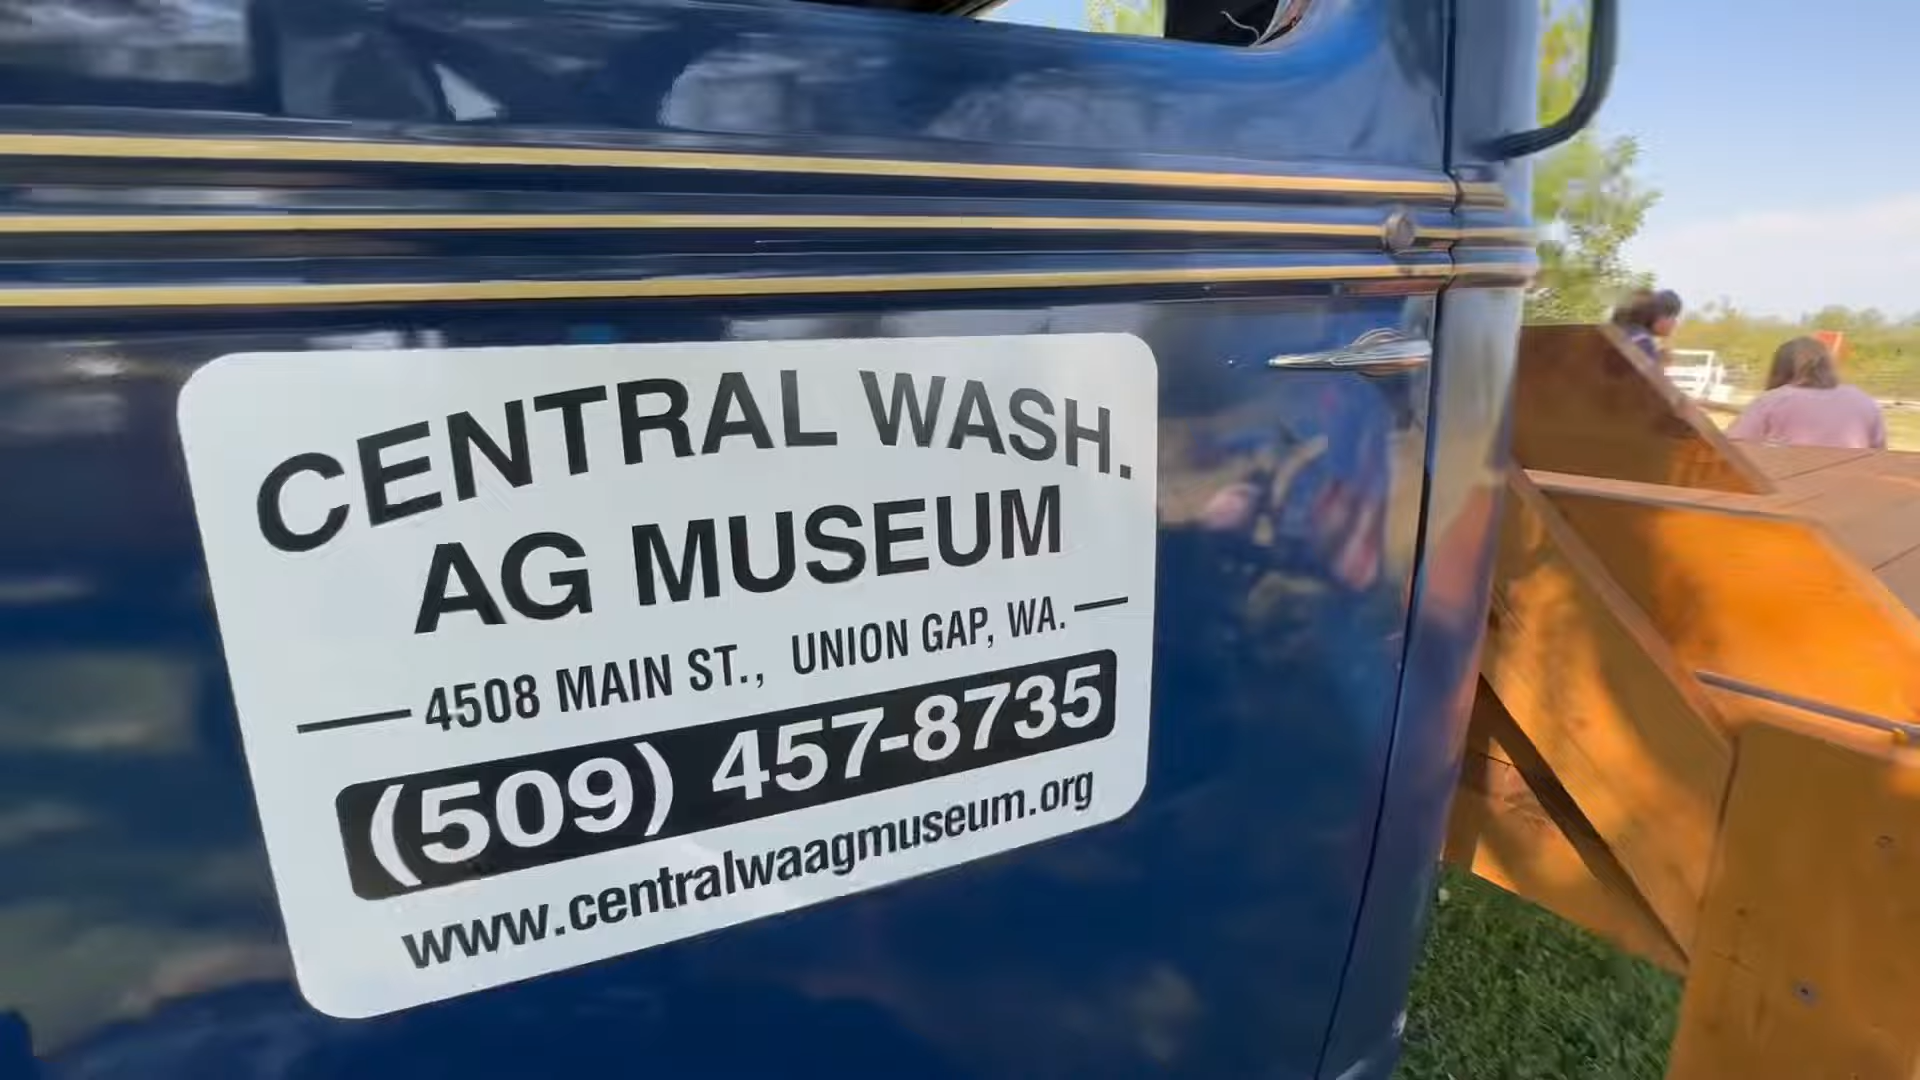 CENTRAL WASH.
AG MUSEUM
4508 MAIN ST., UNION GAP, WA.
(509) 457-8735
www.centralwaagmuseum.org